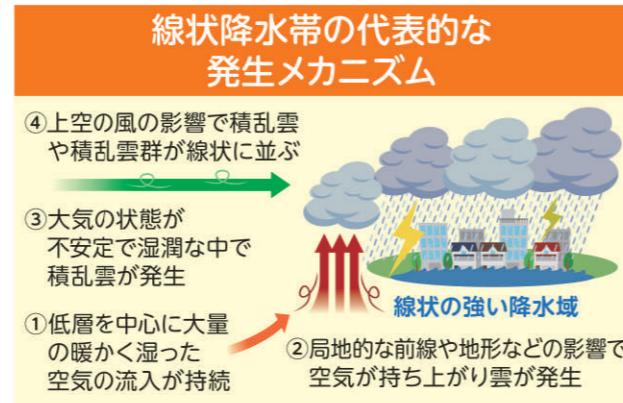 線状降水帯の代表的な
発生メカニズム
④上空の風の影響で積乱雲
や積乱雲群が線状に並ぶ
③大気の状態が
不安定で湿潤な中で
積乱雲が発生
線状の強い降水域
①低層を中心に大量
の暖かく湿った
空気の流入が持続
②局地的な前線や地形などの影響で
空気が持ち上がり雲が発生